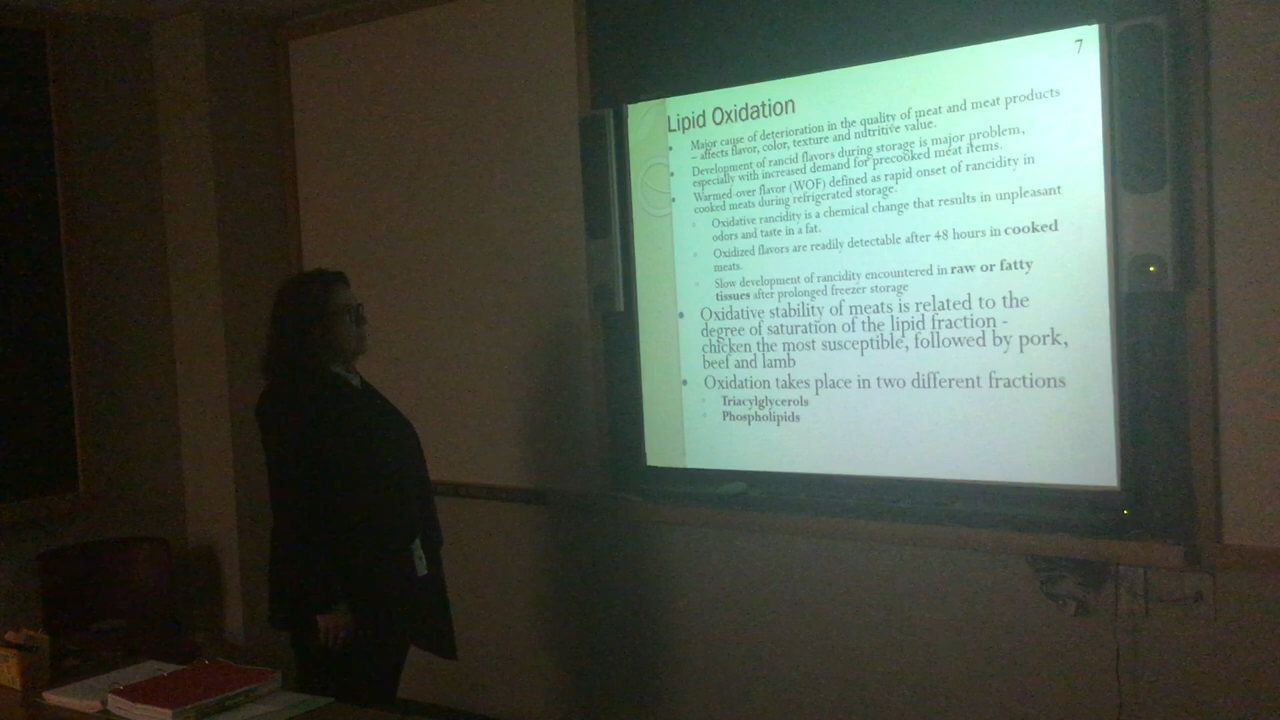 7
Lipid Oxidation
Major cause of deterioration in the quality of meat and meat products
– affects flavor, color, texture and nutritive value.
Development of rancid flavors during storage is major problem,
especially with increased demand for precooked meat items.
Warmed-over flavor (WOF) defined as rapid onset of rancidity in
cooked meats during refrigerated storage.
Oxidative rancidity is a chemical change that results in unpleasant
odors and taste in a fat.
Oxidized flavors are readily detectable after 48 hours in cooked
meats.
Slow development of rancidity encountered in raw or fatty
tissues after prolonged freezer storage
Oxidative stability of meats is related to the
degree of saturation of the lipid fraction -
chicken the most susceptible, followed by pork,
beef and lamb
Oxidation takes place in two different fractions
Triacylglycerols
Phospholipids